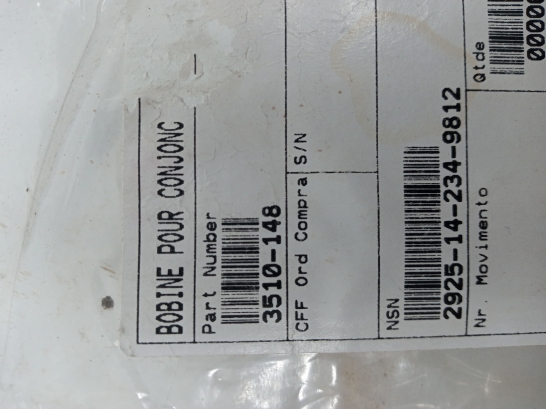 BOBINE POUR CONJONC
Part Number
3510-148
CFF Ord Compra
S/N
NSN
2925-14-234-9812
Nr. Movimento
Qtde